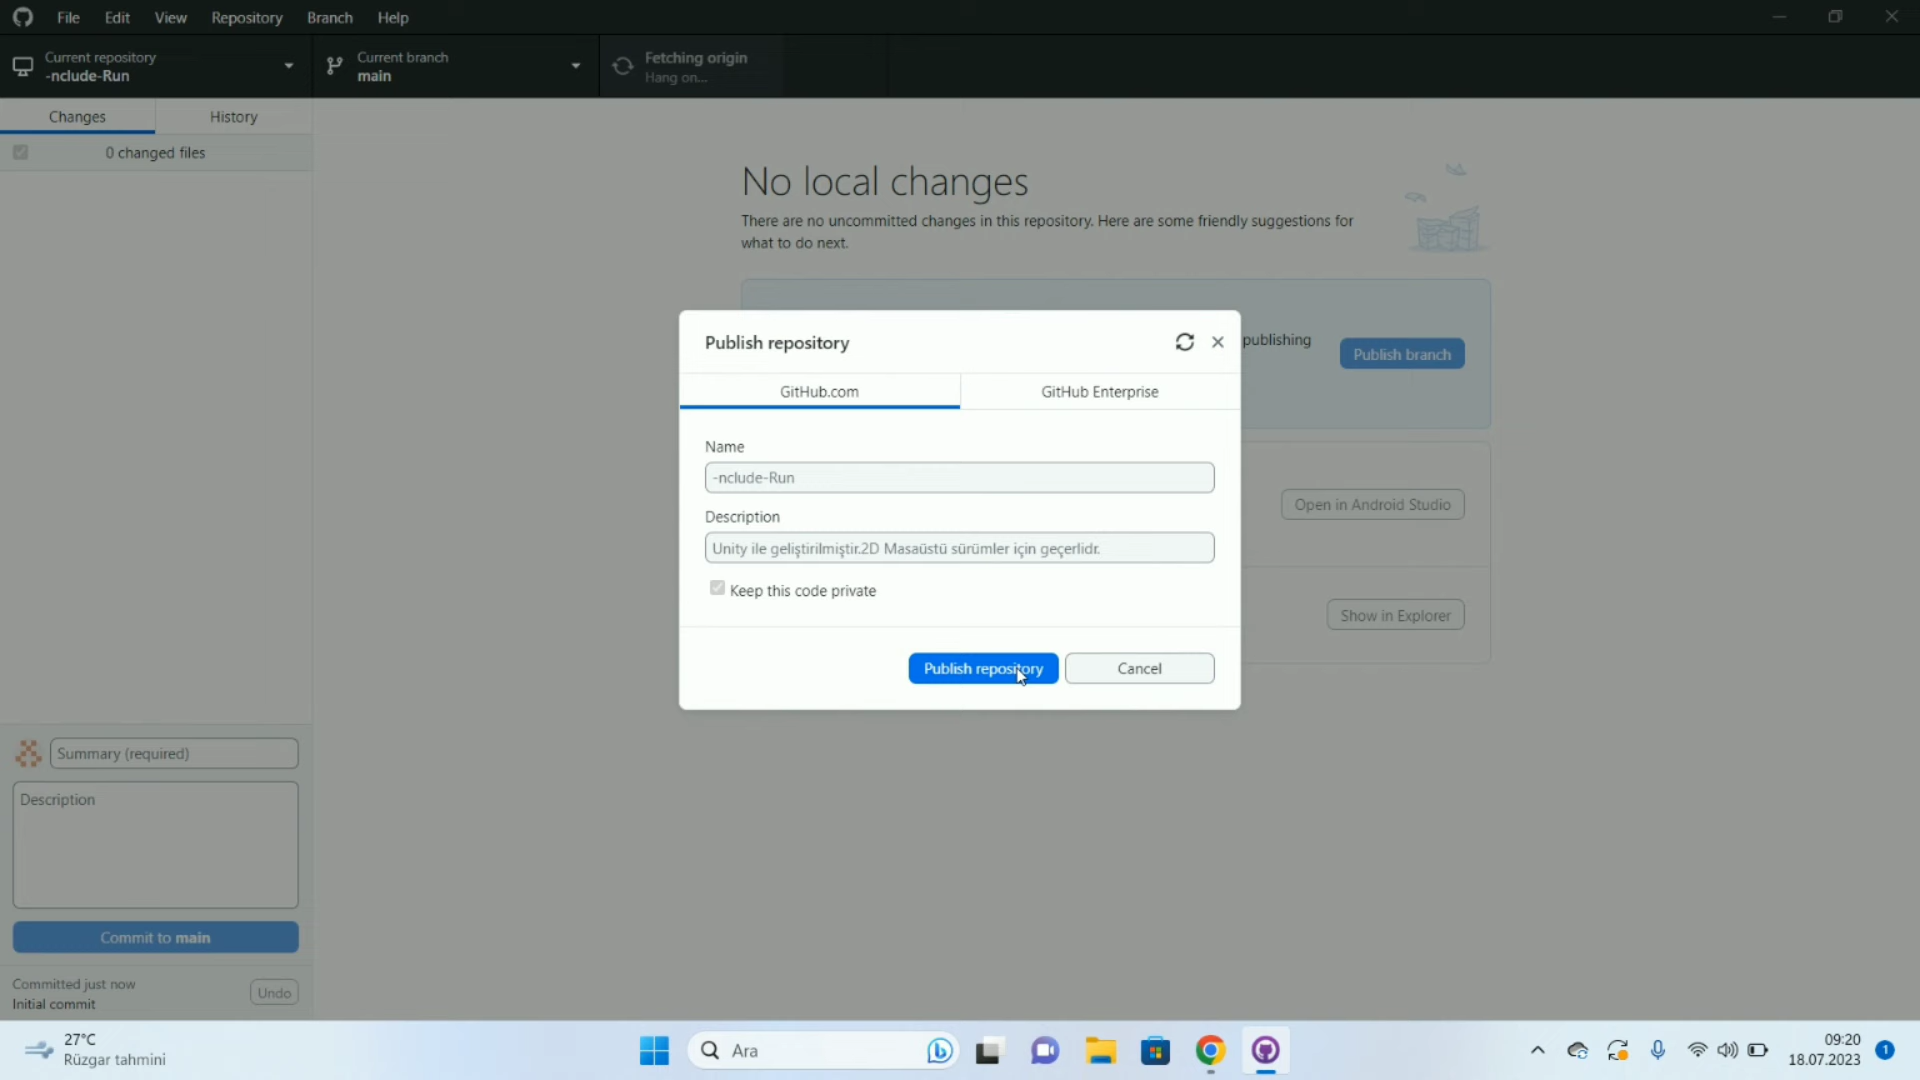 File Edit View Repository Branch Help
Current repository
-nclude-Run
Current branch
main
Fetching origin
Hang on...
Changes History
0 changed files
No local changes
There are no uncommitted changes in this repository. Here are some friendly suggestions for
what to do next.
publishing
Publish branch
Open in Android Studio
Show in Explorer
Publish repository
GitHub.com GitHub Enterprise
Name
-nclude-Run
Description
Unity ile geliştirilmiştir.2D Masaüstü sürümler için geçerlidr.
Keep this code private
Publish repository Cancel
Summary (required)
Description
Commit to main
Committed just now
Initial commit
Undo
27°C
Rüzgar tahmini
Ara
09:20
18.07.2023
1